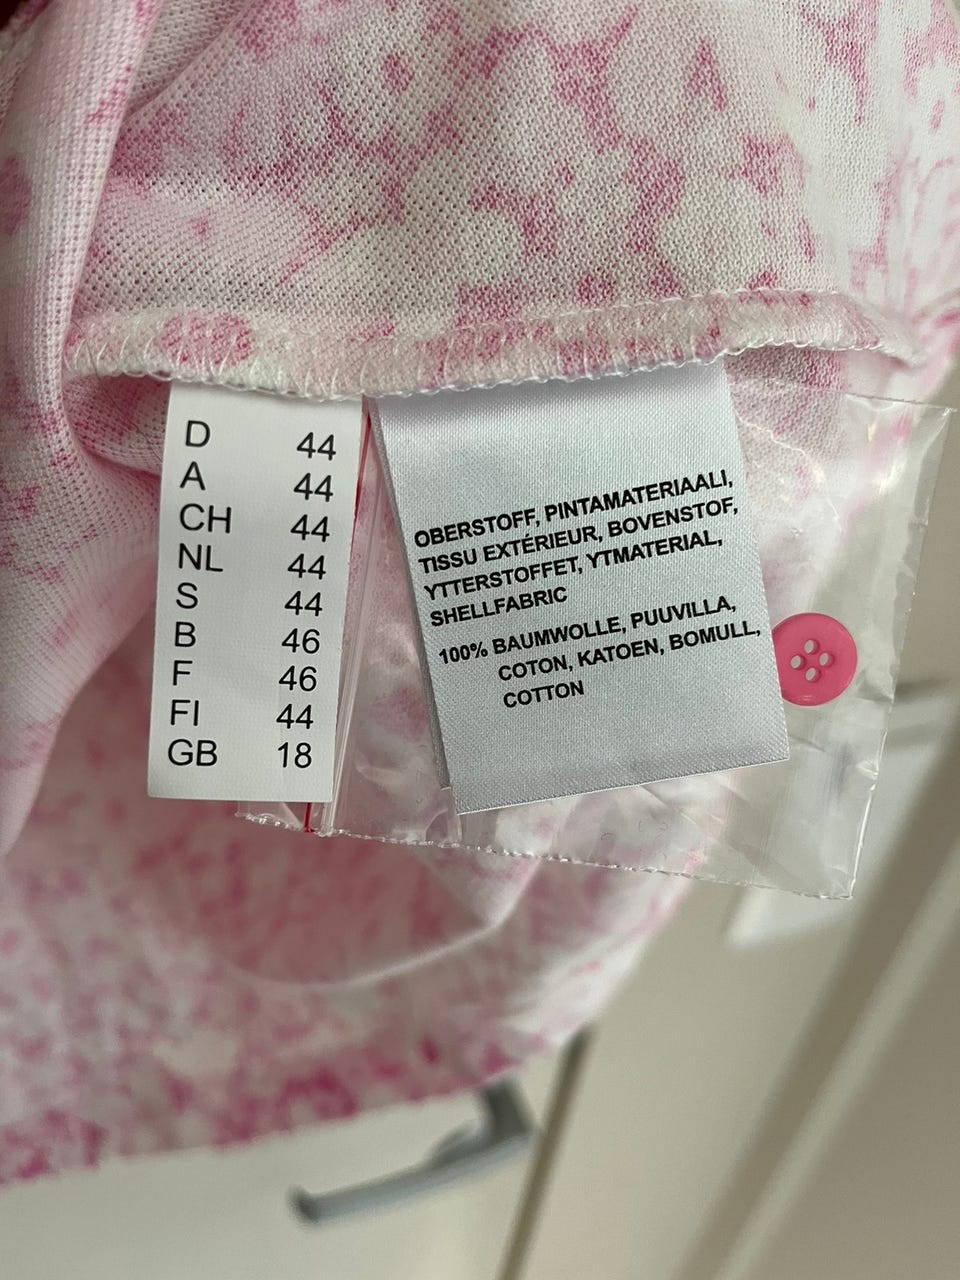 D 44
A 44
CH 44
NL 44
S 44
B 46
F 46
FI 44
GB 18
OBERSTOFF, PINTAMATERIAALI,
TISSU EXTÉRIEUR, BOVENSTOF,
YTTERSTOFFET, YTMATERIAL,
SHELLFABRIC
100% BAUMWOLLE, PUUVILLA,
COTON, KATOEN, BOMULL,
COTTON